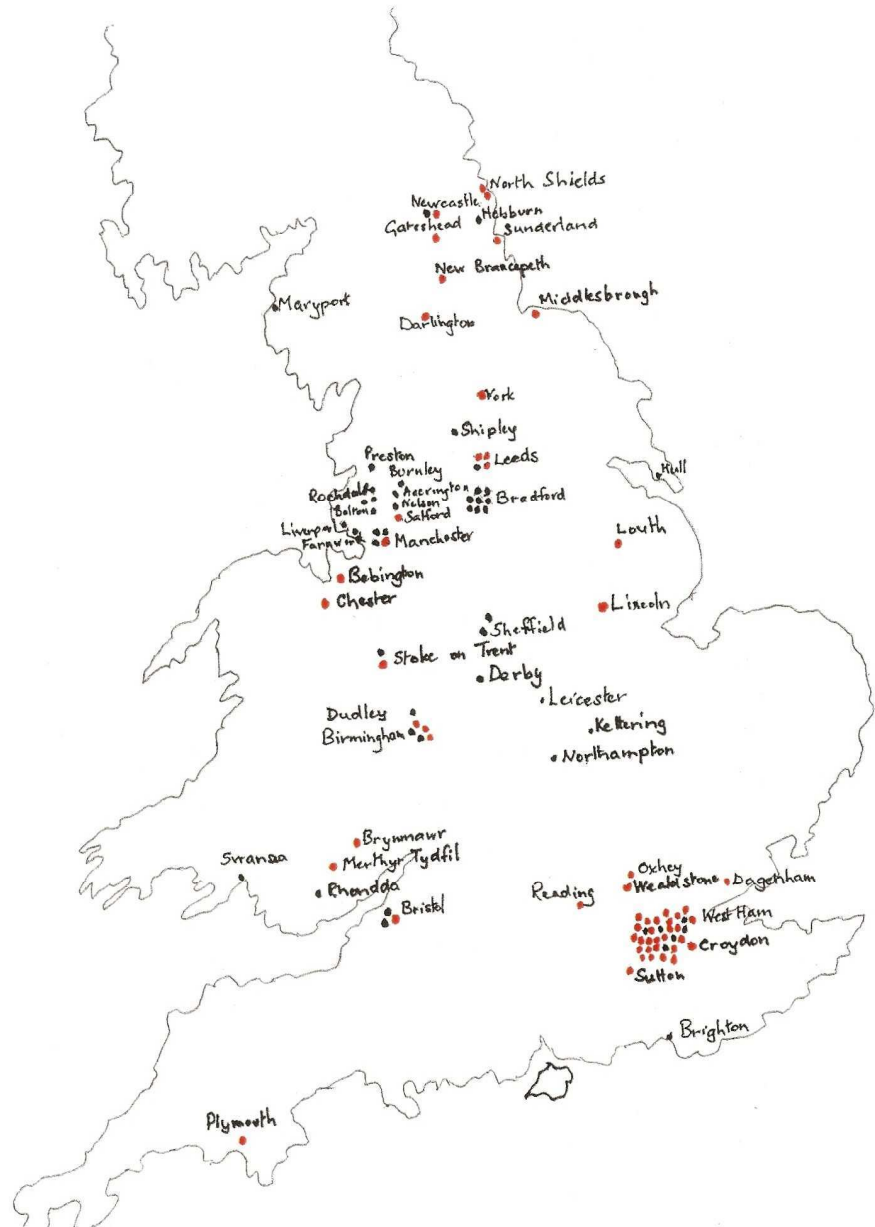 North Shields
Newcastle
Hebburn
Gateshead
Sunderland
New Brancepeth
Maryport
Middlesbrough
Darlington
York
Shipley
Preston
Leeds
Burnley
Hull
Rochdale
Accrington
Bradford
Nelson
Bolton
Salford
Liverpool
Louth
Farnworth
Manchester
Bebington
Chester
Lincoln
Sheffield
Stoke on Trent
Derby
Leicester
Dudley
Kettering
Birmingham
Northampton
Brynmawr
Swansea
Merthyr Tydfil
Oxhey
Wealdstone
Dagenham
Rhondda
Reading
Bristol
West Ham
Croydon
Sutton
Brighton
Plymouth